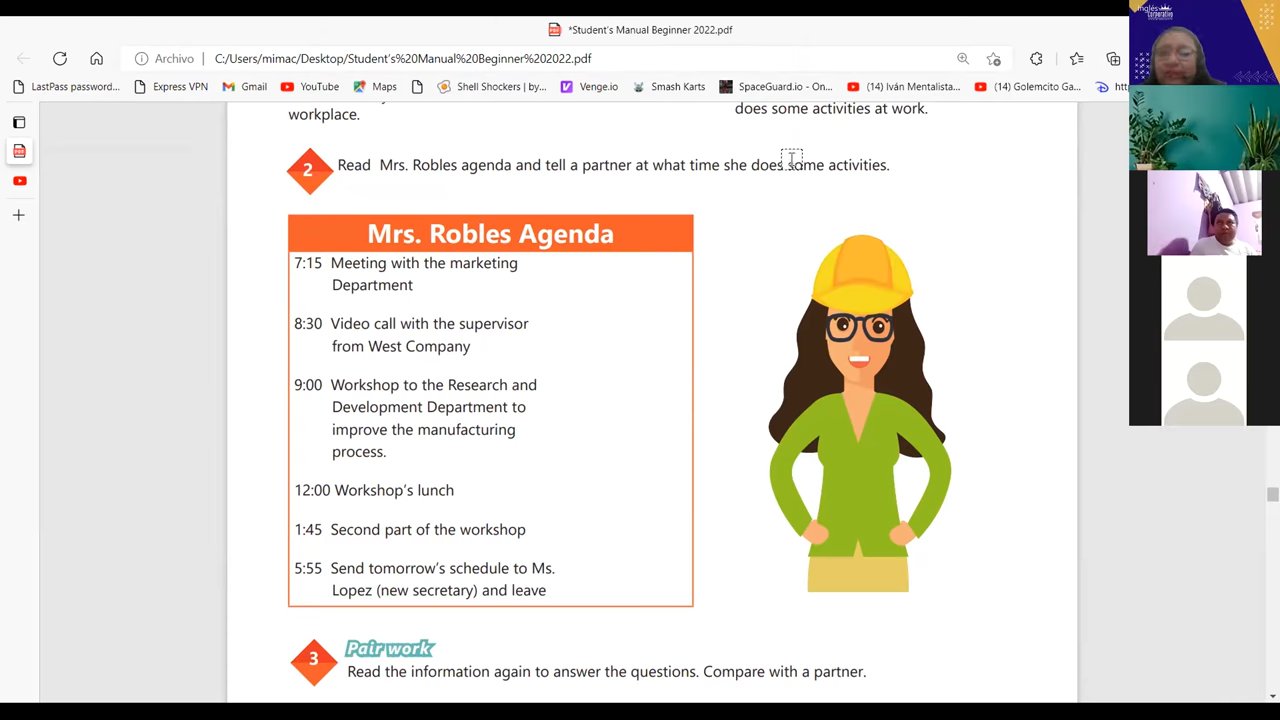 *Student's Manual Beginner 2022.pdf
Archivo C:/Users/mimac/Desktop/Student's%20Manual%20Beginner%202022.pdf
LastPass password... Express VPN Gmail YouTube Maps Shell Shockers | by... Venge.io Smash Karts SpaceGuard.io - On... (14) Iván Mentalista... (14) Golemcito Ga...
inglés
corporativo
workplace.
does some activities at work.
2 Read Mrs. Robles agenda and tell a partner at what time she does some activities.
Mrs. Robles Agenda
7:15 Meeting with the marketing
Department
8:30 Video call with the supervisor
from West Company
9:00 Workshop to the Research and
Development Department to
improve the manufacturing
process.
12:00 Workshop's lunch
1:45 Second part of the workshop
5:55 Send tomorrow's schedule to Ms.
Lopez (new secretary) and leave
3 Pair work
Read the information again to answer the questions. Compare with a partner.